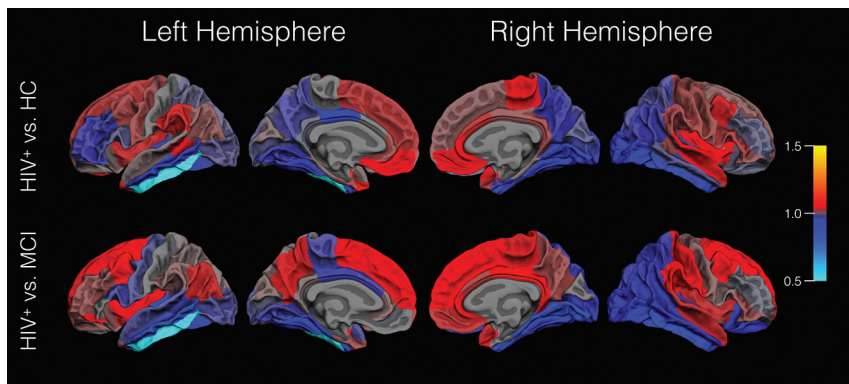 Left Hemisphere
Right Hemisphere
HIV+ vs. HC
HIV+ vs. MCI
1.5
1.0
0.5